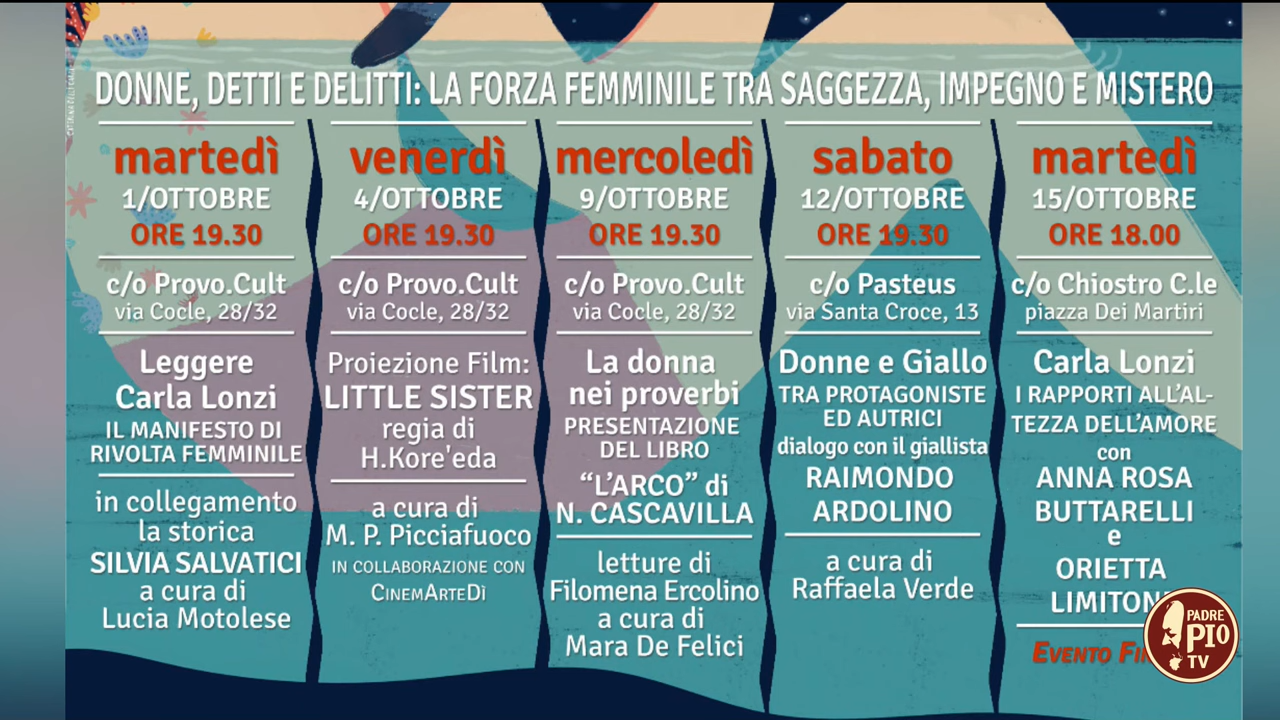 DONNE, DETTI E DELITTI: LA FORZA FEMMINILE TRA SAGGEZZA, IMPEGNO E MISTERO
martedì
1/OTTOBRE
ORE 19.30
c/o Provo.Cult
via Cocle, 28/32
Leggere
Carla Lonzi
IL MANIFESTO DI
RIVOLTA FEMMINILE
in collegamento
la storica
SILVIA SALVATICI
a cura di
Lucia Motolese
venerdì
4/OTTOBRE
ORE 19.30
c/o Provo.Cult
via Cocle, 28/32
Proiezione Film:
LITTLE SISTER
regia di
H.Kore'eda
a cura di
M. P. Picciafuoco
IN COLLABORAZIONE CON
CINEMARTEDÌ
mercoledì
9/OTTOBRE
ORE 19.30
c/o Provo.Cult
via Cocle, 28/32
La donna
nei proverbi
PRESENTAZIONE
DEL LIBRO
“L’ARCO” di
N. CASCAVILLA
letture di
Filomena Ercolino
a cura di
Mara De Felici
sabato
12/OTTOBRE
ORE 19.30
c/o Pasteus
via Santa Croce, 13
Donne e Giallo
TRA PROTAGONISTE
ED AUTRICI
dialogo con il giallista
RAIMONDO
ARDOLINO
a cura di
Raffaela Verde
martedì
15/OTTOBRE
ORE 18.00
c/o Chiostro C.le
piazza Dei Martiri
Carla Lonzi
I RAPPORTI ALL’AL-
TEZZA DELL’AMORE
con
ANNA ROSA
BUTTARELLI
e
ORIETTA
LIMITON
EVENTO
PADRE
PIO
TV